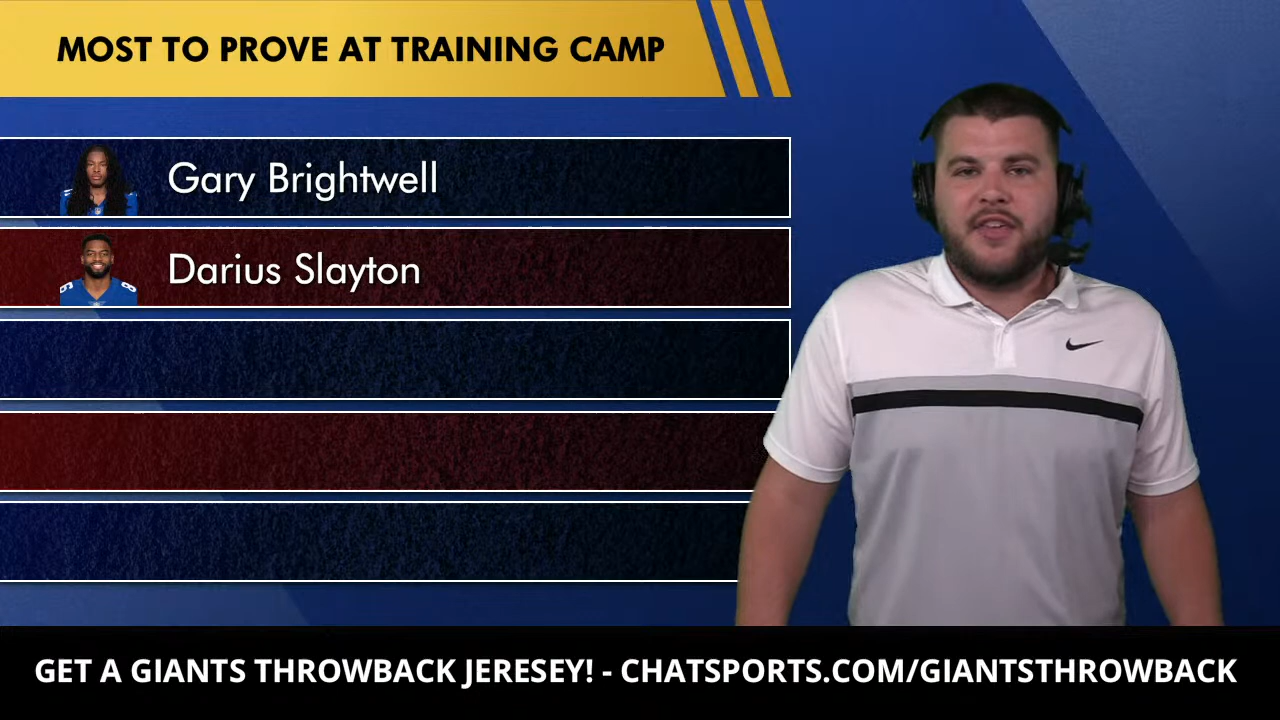 MOST TO PROVE AT TRAINING CAMP
Gary Brightwell
Darius Slayton
GET A GIANTS THROWBACK JERESEY! - CHATSPORTS.COM/GIANTSTHROWBACK